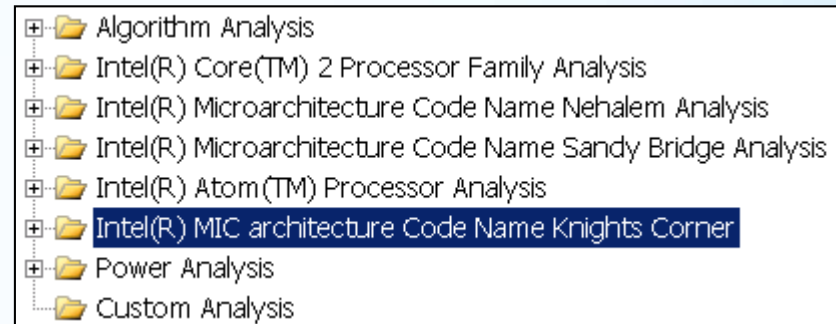 Algorithm Analysis
Intel(R) Core(TM) 2 Processor Family Analysis
Intel(R) Microarchitecture Code Name Nehalem Analysis
Intel(R) Microarchitecture Code Name Sandy Bridge Analysis
Intel(R) Atom(TM) Processor Analysis
Intel(R) MIC architecture Code Name Knights Corner
Power Analysis
Custom Analysis